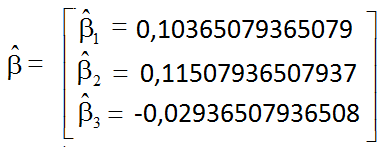 β̂₁ = 0,10365079365079
β̂ = β̂₂ = 0,11507936507937
β̂₃ = -0,02936507936508